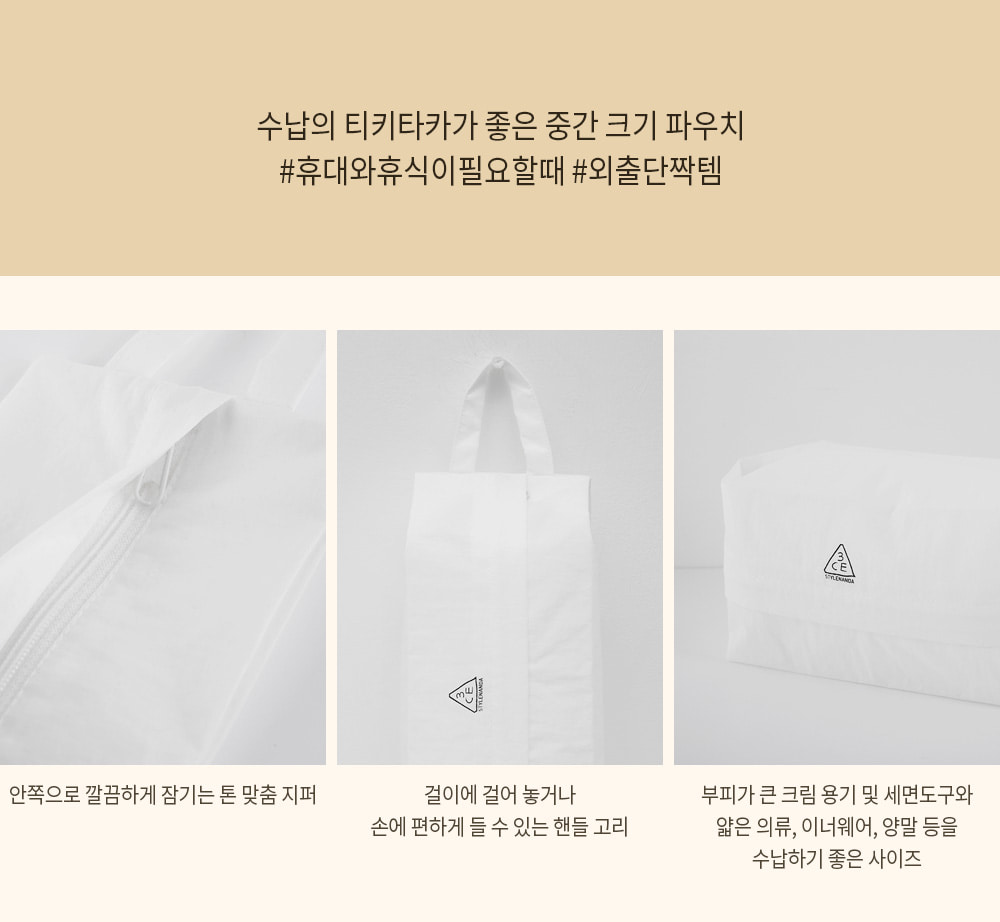 수납의 티키타카가 좋은 중간 크기 파우치
#휴대와휴식이필요할때 #외출단짝템
3
CE
STYLENANDA
3
CE
STYLENANDA
안쪽으로 깔끔하게 잠기는 톤 맞춤 지퍼
걸이에 걸어 놓거나
손에 편하게 들 수 있는 핸들 고리
부피가 큰 크림 용기 및 세면도구와
얇은 의류, 이너웨어, 양말 등을
수납하기 좋은 사이즈